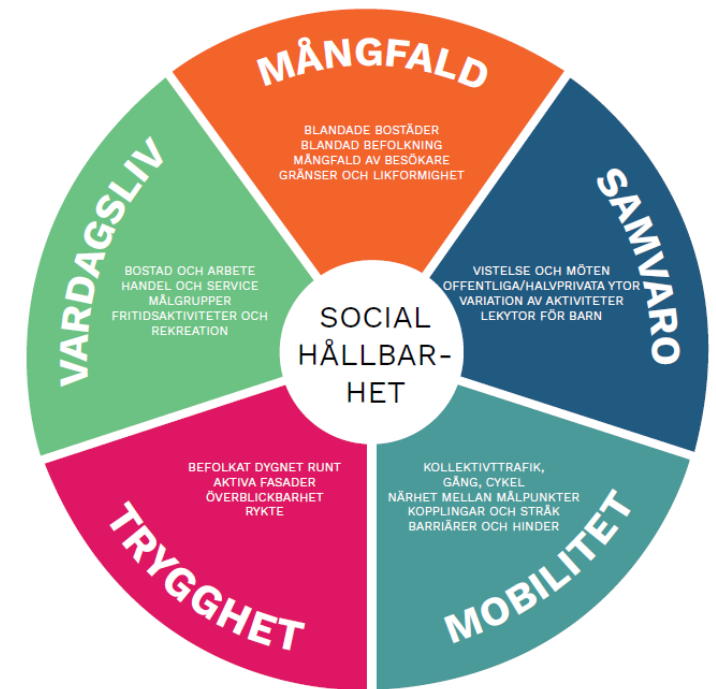 MÅNGFALD
BLANDADE BOSTÄDER
BLANDAD BEFOLKNING
MÅNGFALD AV BESÖKARE
GRÄNSER OCH LIKFORMIGHET
SAMVARO
VISTELSE OCH MÖTEN
OFFENTLIGA/HALVPRIVATA YTOR
VARIATION AV AKTIVITETER
LEKYTOR FÖR BARN
MOBILITET
KOLLEKTIVTTRAFIK,
GÅNG, CYKEL
NÄRHET MELLAN MÅLPUNKTER
KOPPLINGAR OCH STRÅK
BARRIÄRER OCH HINDER
TRYGGHET
BEFOLKAT DYGNET RUNT
AKTIVA FASADER
ÖVERBLICKBARHET
RYKTE
VARDAGSLIV
BOSTAD OCH ARBETE
HANDEL OCH SERVICE
MÅLGRUPPER
FRITIDSAKTIVITETER OCH
REKREATION
SOCIAL
HÅLLBAR-
HET